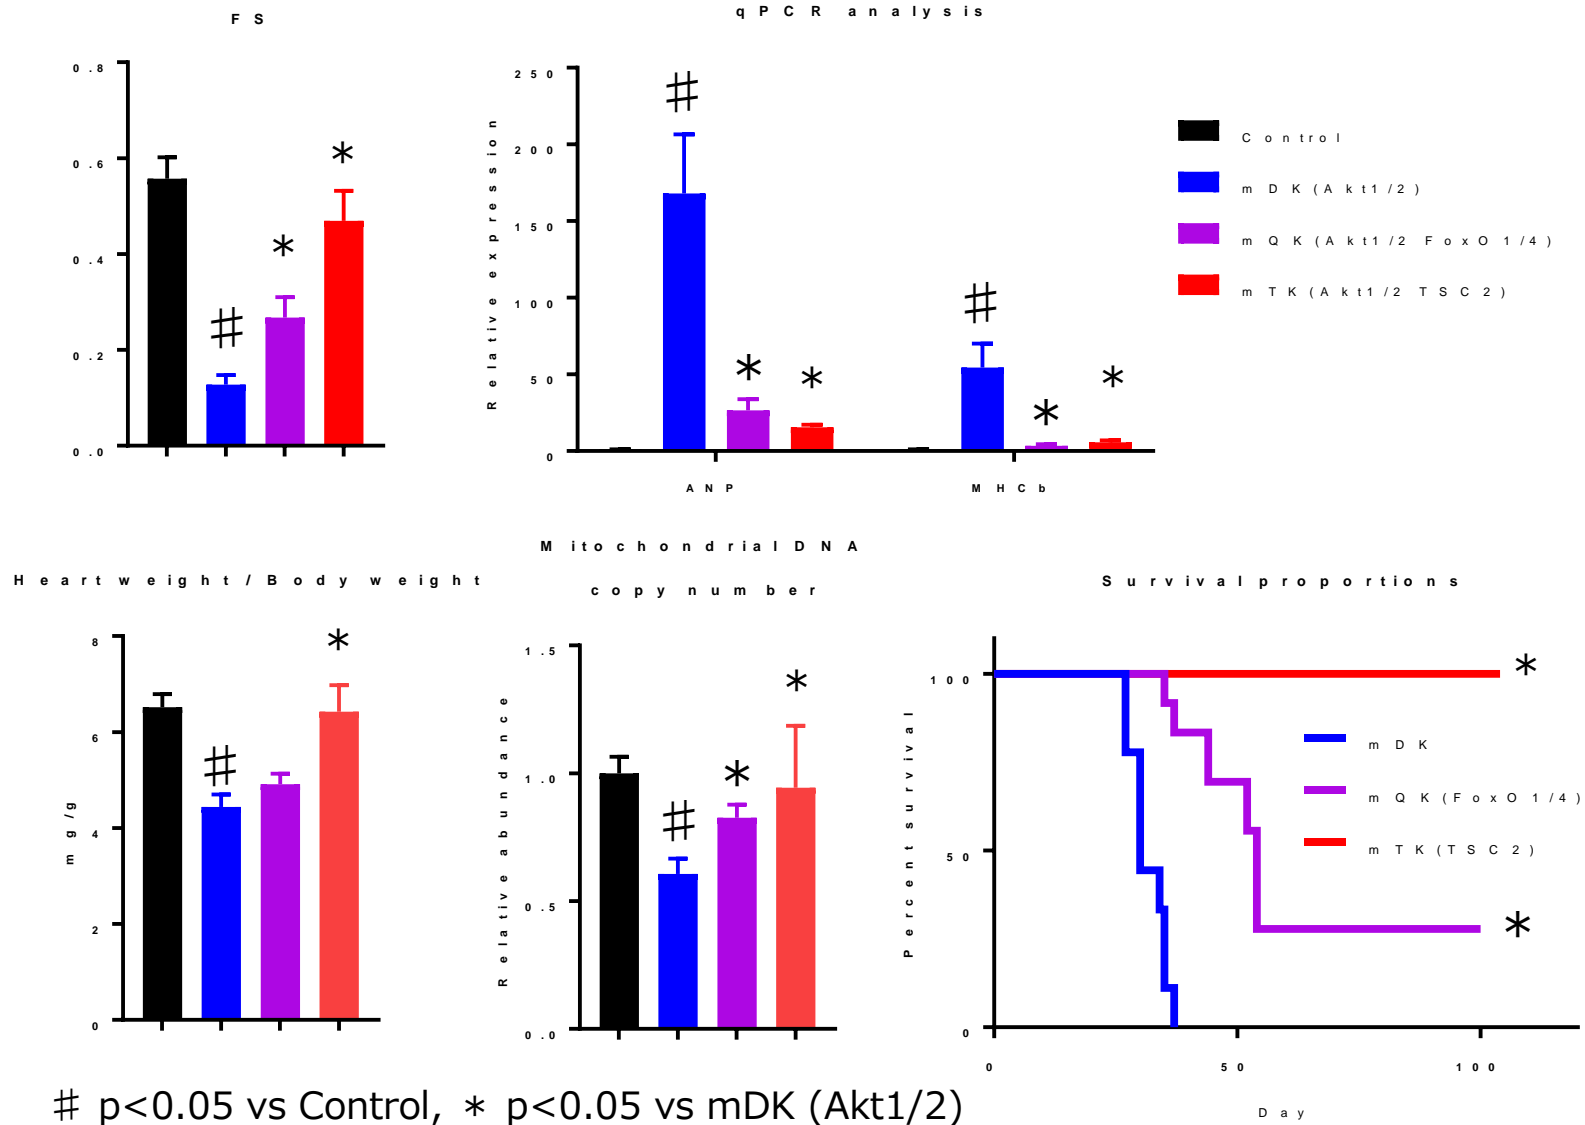 FS
0.8
0.6
0.4
0.2
0.0
#
*
*
qPCR analysis
Relative expression
250
200
150
100
50
0
#
*
*
#
*
*
ANP
MHCb
Control
mDK(Akt1/2)
mQK(Akt1/2 FoxO1/4)
mTK(Akt1/2 TSC2)
Heart weight / Body weight
mg/g
8
6
4
2
0
#
*
Mitochondrial DNA
copy number
Relative abundance
1.5
1.0
0.5
0.0
#
*
*
Survival proportions
Percent survival
100
50
0
*
*
mDK
mQK(FoxO1/4)
mTK(TSC2)
0
50
100
Day
# p<0.05 vs Control, * p<0.05 vs mDK (Akt1/2)